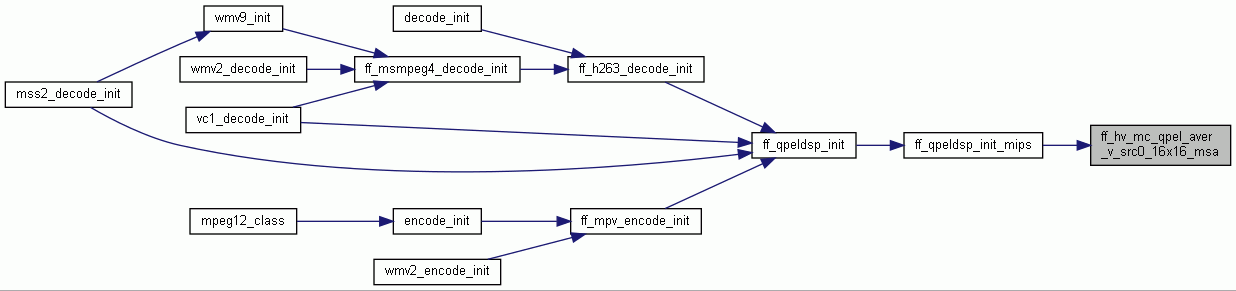 wmv9_init
decode_init
wmv2_decode_init
ff_msmpeg4_decode_init
ff_h263_decode_init
mss2_decode_init
vc1_decode_init
ff_qpeldsp_init
ff_qpeldsp_init_mips
ff_hv_mc_qpel_aver
_v_src0_16x16_msa
mpeg12_class
encode_init
ff_mpv_encode_init
wmv2_encode_init